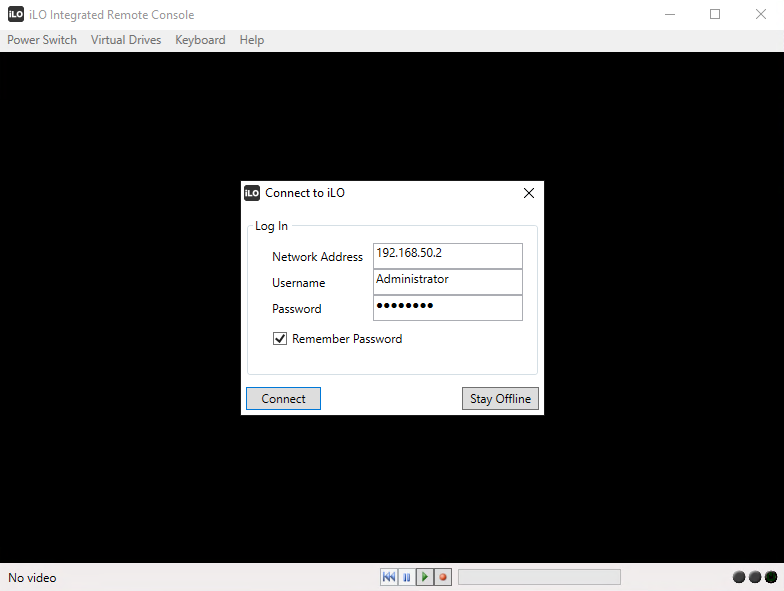 iLO iLO Integrated Remote Console
Power Switch Virtual Drives Keyboard Help
iLO Connect to iLO
Log In
Network Address 192.168.50.2
Username Administrator
Password ●●●●●●●●
Remember Password
Connect Stay Offline
No video